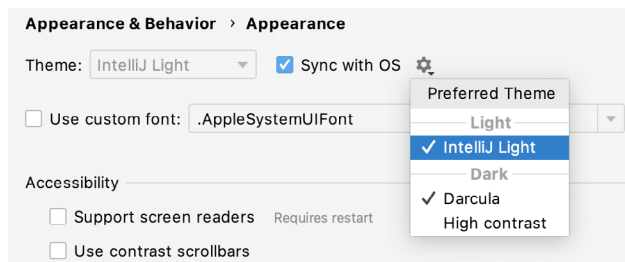 Appearance & Behavior › Appearance
Theme: IntelliJ Light Sync with OS
Preferred Theme
Light
IntelliJ Light
Dark
Darcula
High contrast
Use custom font: .AppleSystemUIFont
Accessibility
Support screen readers Requires restart
Use contrast scrollbars